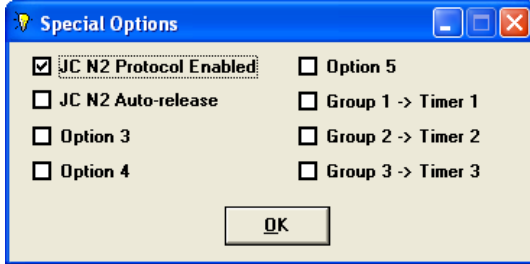 Special Options
JC N2 Protocol Enabled
JC N2 Auto-release
Option 3
Option 4
Option 5
Group 1 -> Timer 1
Group 2 -> Timer 2
Group 3 -> Timer 3
OK